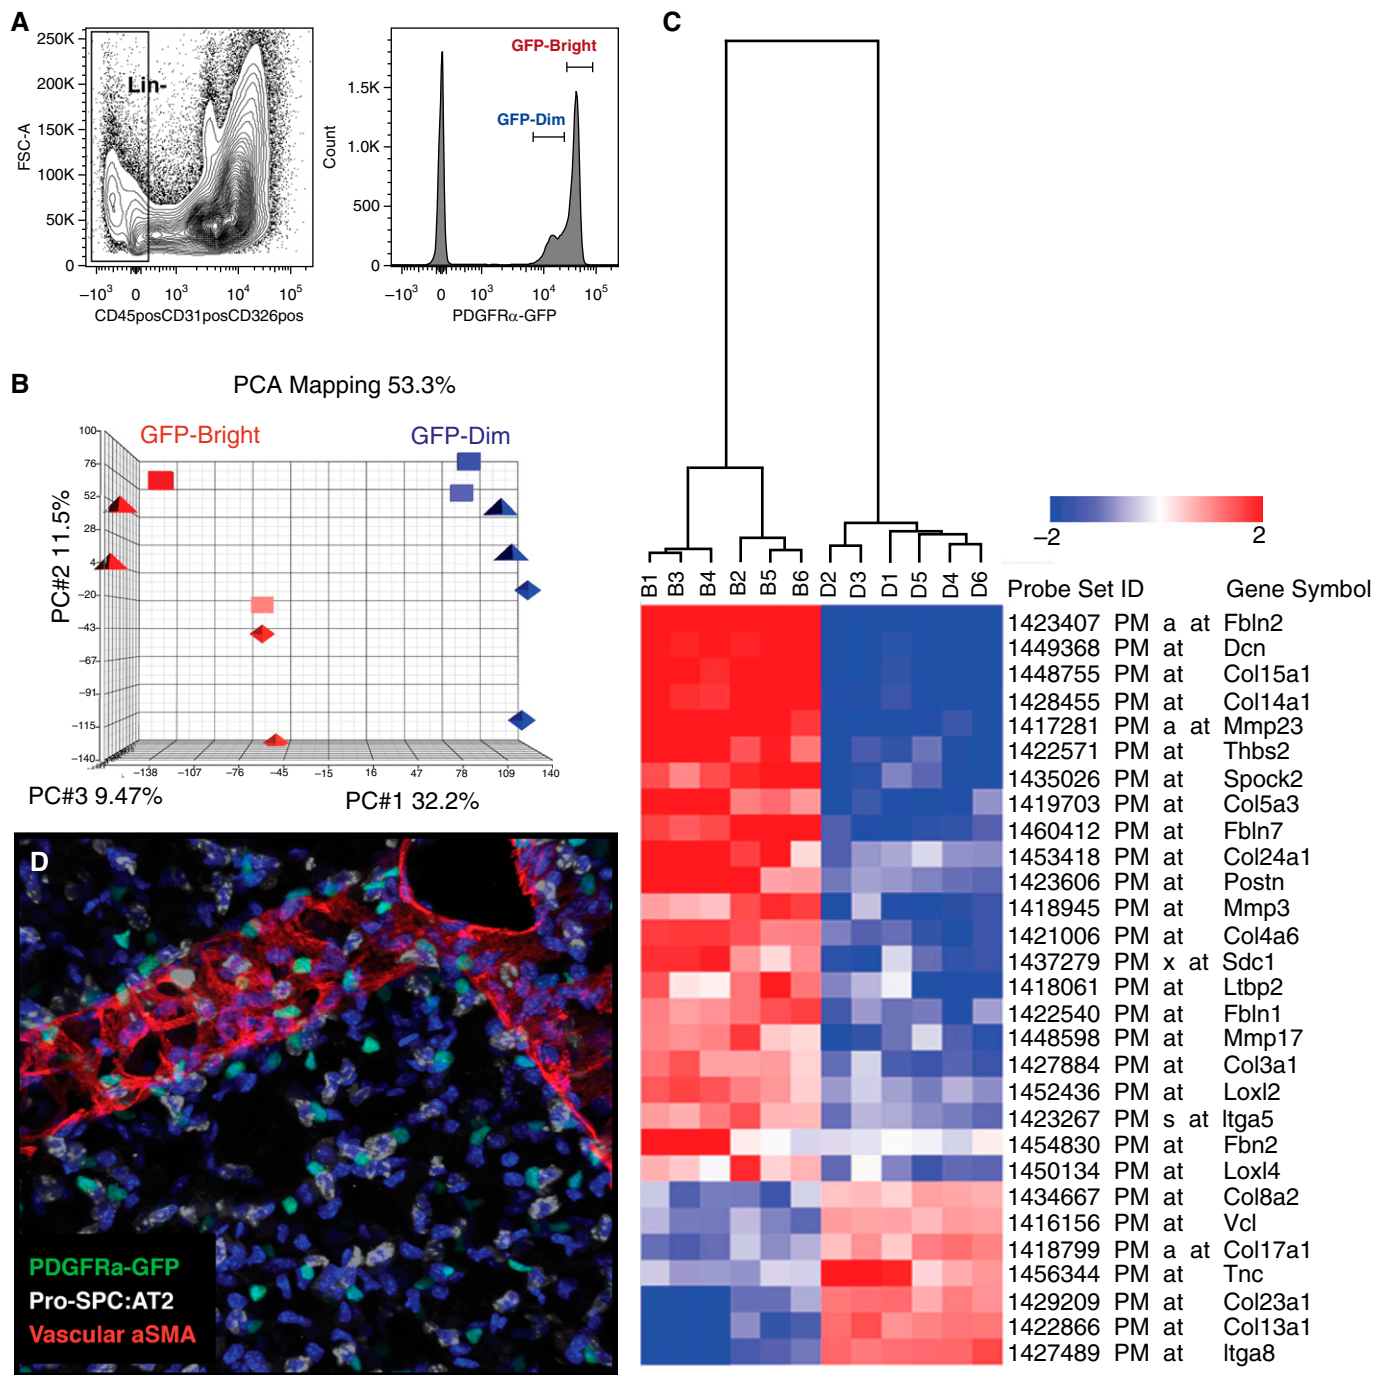 A
250K
200K
150K
100K
50K
0
FSC-A
Lin-
−10³ 0 10³ 10⁴ 10⁵
CD45posCD31posCD326pos
GFP-Bright
GFP-Dim
1.5K
1.0K
500
0
Count
−10³ 0 10³ 10⁴ 10⁵
PDGFRα-GFP
B
PCA Mapping 53.3%
GFP-Bright GFP-Dim
100
76
52
28
4
−20
−43
−67
−91
−115
−140
PC#2 11.5%
−138 −107 −76 −45 −15 16 47 78 109 140
PC#3 9.47% PC#1 32.2%
C
−2 2
B1 B3 B4 B2 B5 B6 D2 D3 D1 D5 D4 D6
Probe Set ID Gene Symbol
1423407 PM a at Fbln2
1449368 PM at Dcn
1448755 PM at Col15a1
1428455 PM at Col14a1
1417281 PM a at Mmp23
1422571 PM at Thbs2
1435026 PM at Spock2
1419703 PM at Col5a3
1460412 PM at Fbln7
1453418 PM at Col24a1
1423606 PM at Postn
1418945 PM at Mmp3
1421006 PM at Col4a6
1437279 PM x at Sdc1
1418061 PM at Ltbp2
1422540 PM at Fbln1
1448598 PM at Mmp17
1427884 PM at Col3a1
1452436 PM at Loxl2
1423267 PM s at Itga5
1454830 PM at Fbn2
1450134 PM at Loxl4
1434667 PM at Col8a2
1416156 PM at Vcl
1418799 PM a at Col17a1
1456344 PM at Tnc
1429209 PM at Col23a1
1422866 PM at Col13a1
1427489 PM at Itga8
D
PDGFRa-GFP
Pro-SPC:AT2
Vascular aSMA